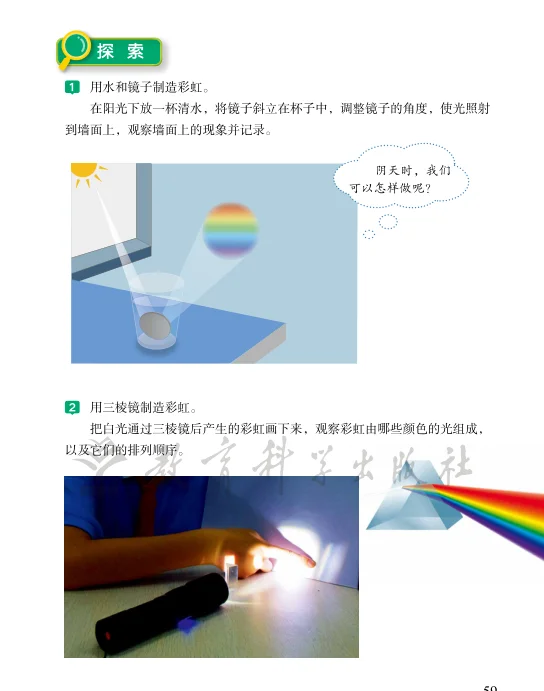 探 索
1 用水和镜子制造彩虹。
在阳光下放一杯清水，将镜子斜立在杯子中，调整镜子的角度，使光照射
到墙面上，观察墙面上的现象并记录。
阴天时，我们
可以怎样做呢？
2 用三棱镜制造彩虹。
把白光通过三棱镜后产生的彩虹画下来，观察彩虹由哪些颜色的光组成，
以及它们的排列顺序。
教育科学出版社
59